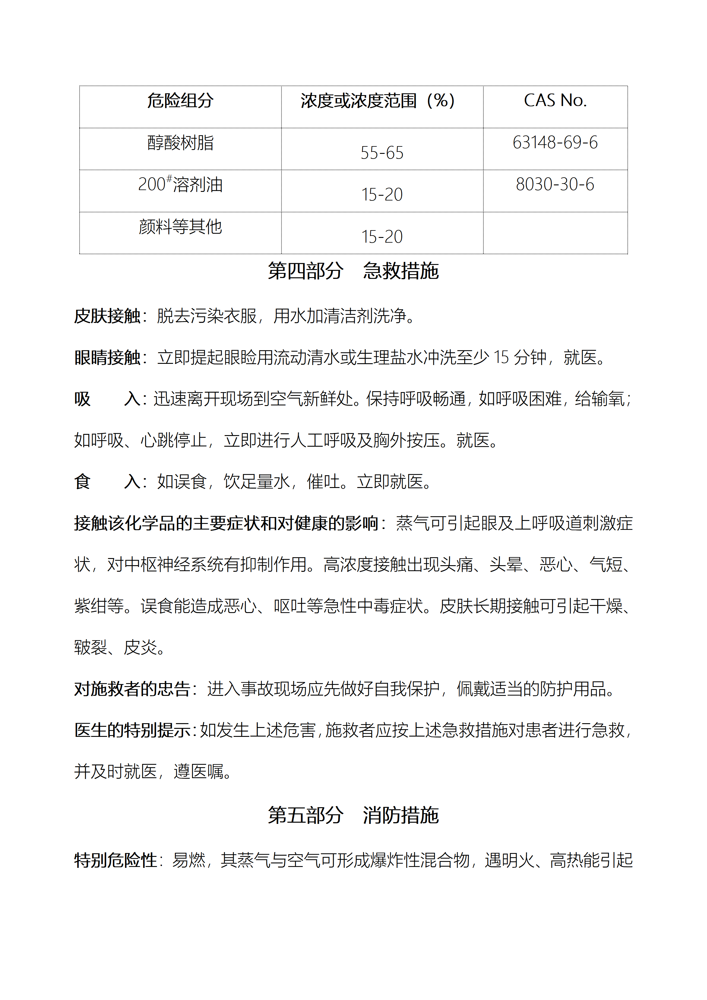 危险组分 浓度或浓度范围（%） CAS No.
醇酸树脂 55-65 63148-69-6
200#溶剂油 15-20 8030-30-6
颜料等其他 15-20
第四部分　急救措施
皮肤接触：脱去污染衣服，用水加清洁剂洗净。
眼睛接触：立即提起眼睑用流动清水或生理盐水冲洗至少 15 分钟，就医。
吸　　入：迅速离开现场到空气新鲜处。保持呼吸畅通，如呼吸困难，给输氧；
如呼吸、心跳停止，立即进行人工呼吸及胸外按压。就医。
食　　入：如误食，饮足量水，催吐。立即就医。
接触该化学品的主要症状和对健康的影响：蒸气可引起眼及上呼吸道刺激症
状，对中枢神经系统有抑制作用。高浓度接触出现头痛、头晕、恶心、气短、
紫绀等。误食能造成恶心、呕吐等急性中毒症状。皮肤长期接触可引起干燥、
皲裂、皮炎。
对施救者的忠告：进入事故现场应先做好自我保护，佩戴适当的防护用品。
医生的特别提示：如发生上述危害，施救者应按上述急救措施对患者进行急救，
并及时就医，遵医嘱。
第五部分　消防措施
特别危险性：易燃，其蒸气与空气可形成爆炸性混合物，遇明火、高热能引起